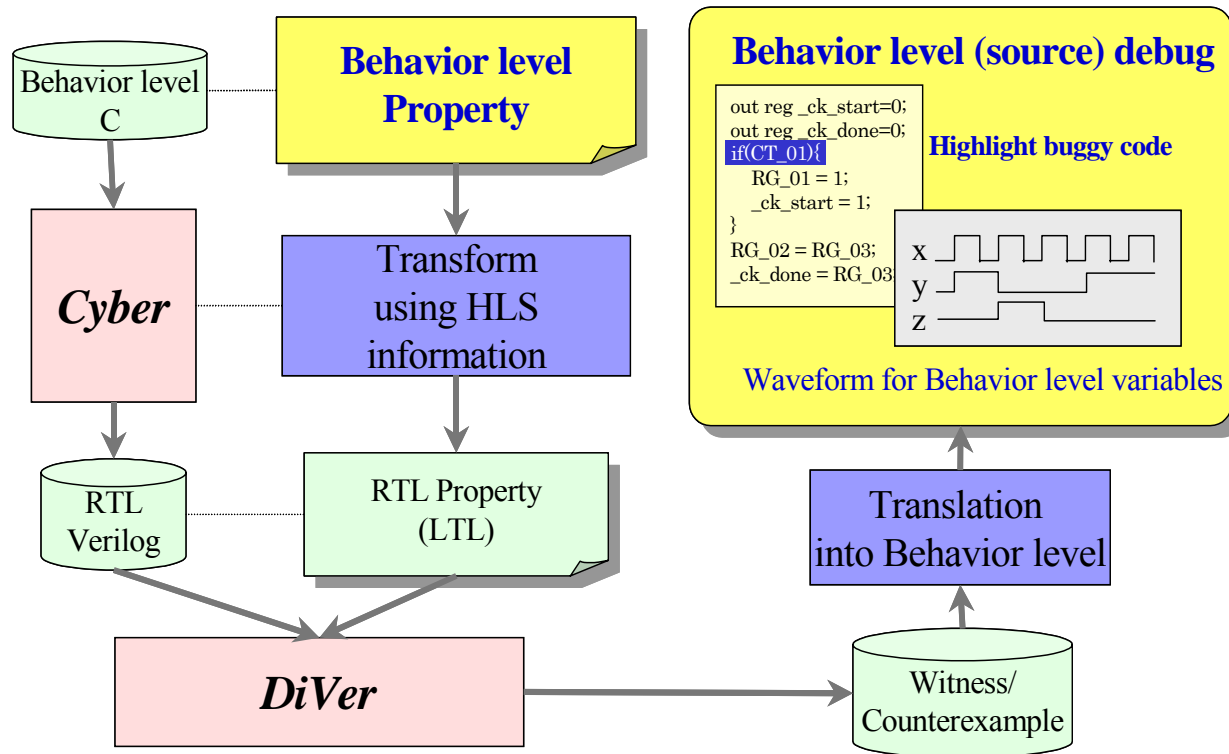 Behavior level
C
Behavior level
Property
Cyber
Transform
using HLS
information
RTL
Verilog
RTL Property
(LTL)
DiVer
Witness/
Counterexample
Translation
into Behavior level
Behavior level (source) debug
out reg _ck_start=0;
out reg _ck_done=0;
if(CT_01){
RG_01 = 1;
_ck_start = 1;
}
RG_02 = RG_03;
_ck_done = RG_03;
Highlight buggy code
x
y
z
Waveform for Behavior level variables